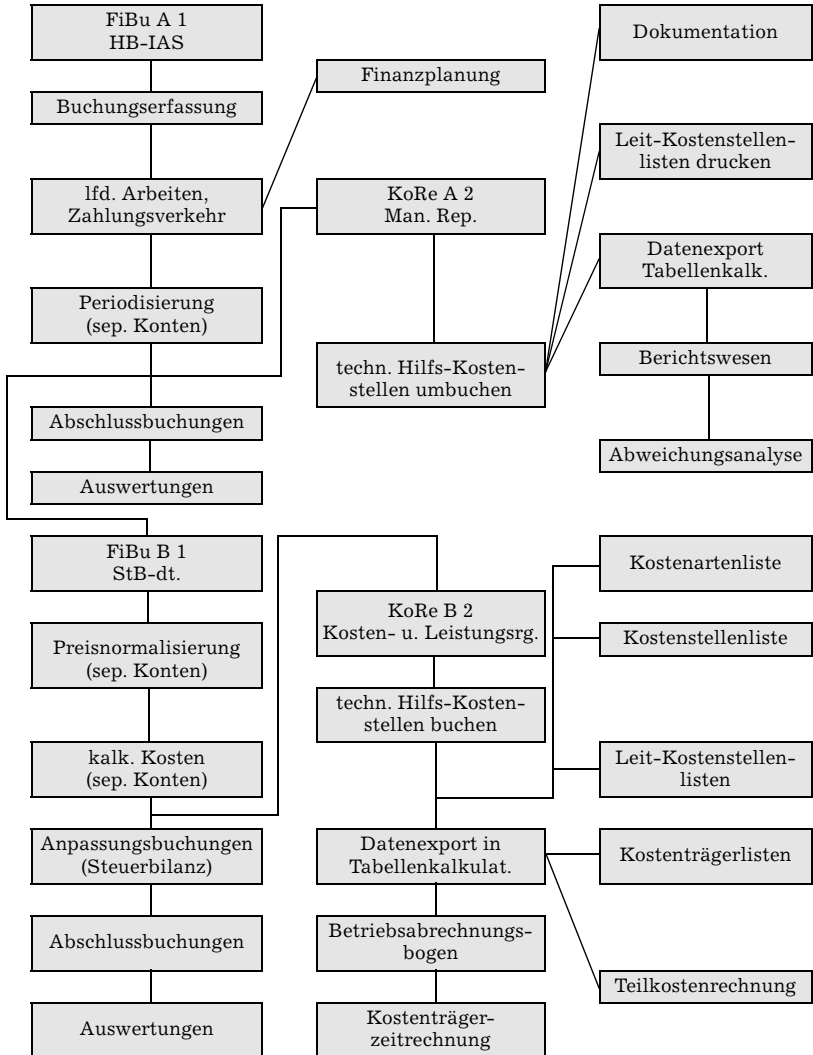 FiBu A 1
HB-IAS
Buchungserfassung
lfd. Arbeiten,
Zahlungsverkehr
Periodisierung
(sep. Konten)
Abschlussbuchungen
Auswertungen
Finanzplanung
KoRe A 2
Man. Rep.
techn. Hilfs-Kosten-
stellen umbuchen
Dokumentation
Leit-Kostenstellen-
listen drucken
Datenexport
Tabellenkalk.
Berichtswesen
Abweichungsanalyse
FiBu B 1
StB-dt.
Preisnormalisierung
(sep. Konten)
kalk. Kosten
(sep. Konten)
Anpassungsbuchungen
(Steuerbilanz)
Abschlussbuchungen
Auswertungen
KoRe B 2
Kosten- u. Leistungsrg.
techn. Hilfs-Kosten-
stellen buchen
Datenexport in
Tabellenkalkulat.
Betriebsabrechnungs-
bogen
Kostenträger-
zeitrechnung
Kostenartenliste
Kostenstellenliste
Leit-Kostenstellen-
listen
Kostenträgerlisten
Teilkostenrechnung